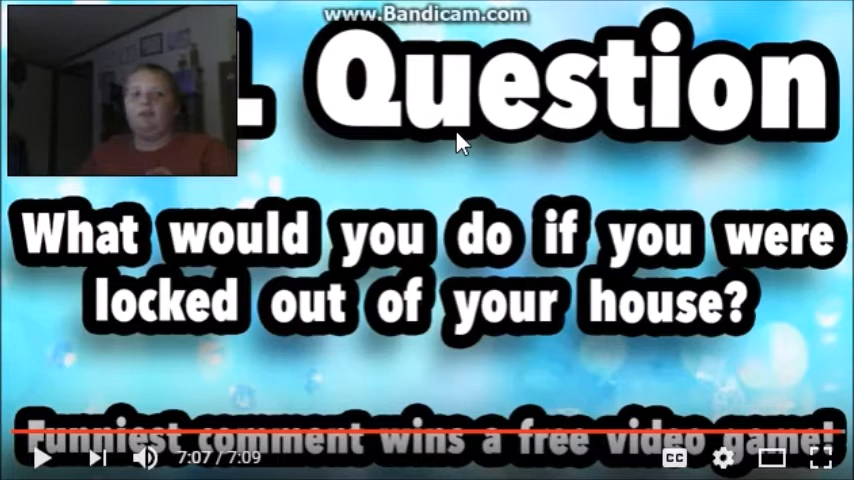 www.Bandicam.com
. Question
What would you do if you were
locked out of your house?
Funniest comment wins a free video game!
7:07 / 7:09
CC